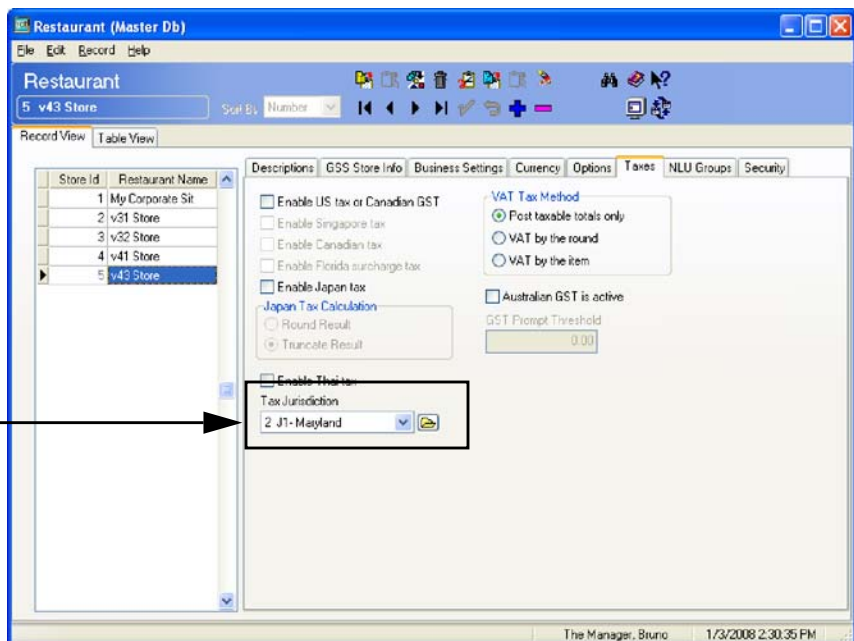 Restaurant (Master Db)
File Edit Record Help
Restaurant
5 v43 Store Sort By Number
Record View Table View
Descriptions GSS Store Info Business Settings Currency Options Taxes NLU Groups Security
Store Id Restaurant Name
1 My Corporate Sit
2 v31 Store
3 v32 Store
4 v41 Store
5 v43 Store
Enable US tax or Canadian GST
Enable Singapore tax
Enable Canadian tax
Enable Florida surcharge tax
Enable Japan tax
Japan Tax Calculation
Round Result
Truncate Result
Enable Thai tax
Tax Jurisdiction
2 J1- Maryland
VAT Tax Method
Post taxable totals only
VAT by the round
VAT by the item
Australian GST is active
GST Prompt Threshold
0.00
The Manager, Bruno 1/3/2008 2:30:35 PM